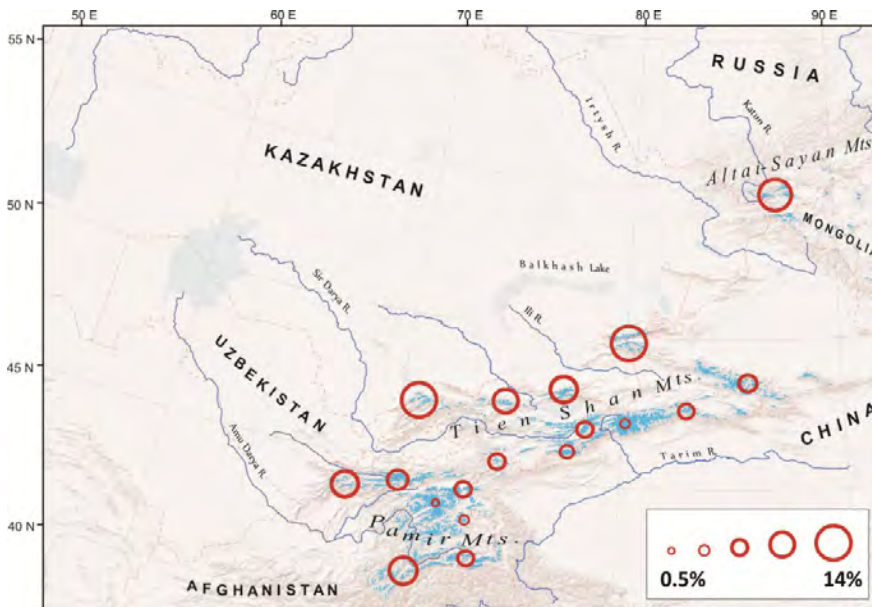 50 E 60 E 70 E 80 E 90 E
55 N
RUSSIA
Katun R.
Irtysh R.
Altai-Sayan Mts.
KAZAKHSTAN
50 N
MONGOLIA
Balkhash Lake
Sir Darya R.
Ili R.
45 N
UZBEKISTAN
Tien Shan Mts.
Amu Darya R.
CHINA
Tarim R.
40 N
Pamir Mts.
AFGHANISTAN
0.5% 14%